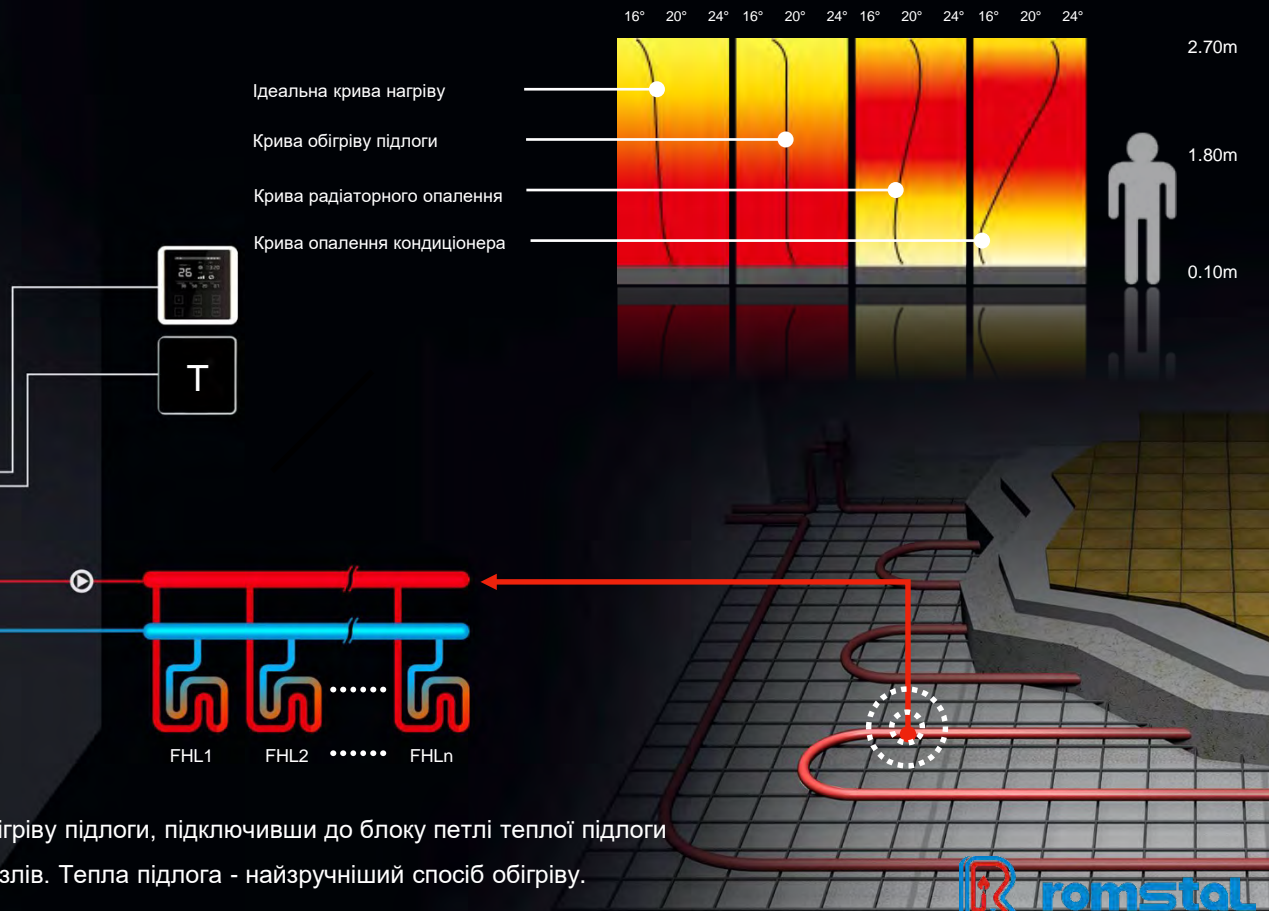 16° 20° 24° 16° 20° 24° 16° 20° 24° 16° 20° 24°
2.70m
Ідеальна крива нагріву
Крива обігріву підлоги
1.80m
Крива радіаторного опалення
Крива опалення кондиціонера
0.10m
26
T
FHL1 FHL2 FHLn
ігріву підлоги, підключивши до блоку петлі теплої підлоги
злів. Тепла підлога - найзручніший спосіб обігріву.
romstal